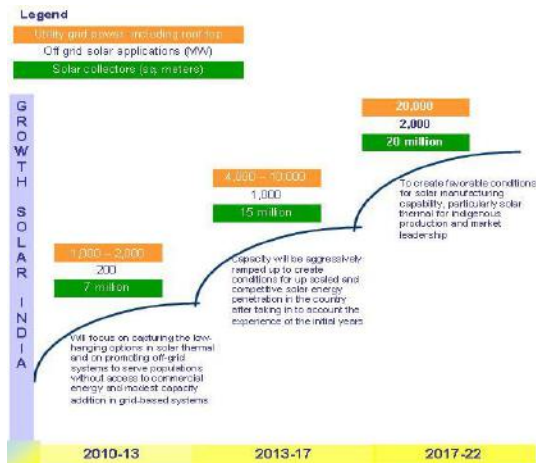 Legend
Utility grid power, including roof top
Off grid solar applications (MW)
Solar collectors (sq. meters)
GROWTH SOLAR INDIA
20,000
2,000
20 million
To create favorable conditions
for solar manufacturing
capability, particularly solar
thermal for indigenous
production and market
leadership
4,000 – 10,000
1,000
15 million
Capacity will be aggressively
ramped up to create
conditions for up scaled and
competitive solar energy
penetration in the country
after taking in to account the
experience of the initial years
1,000 – 2,000
200
7 million
Will focus on capturing the low-
hanging options in solar thermal
and on promoting off-grid
systems to serve populations
without access to commercial
energy and modest capacity
addition in grid-based systems
2010-13
2013-17
2017-22